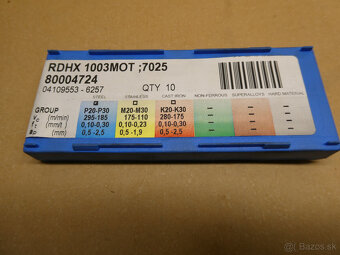 RDHX 1003MOT ;7025
80004724
04109553 - 6257 QTY 10
STEEL STAINLESS CAST IRON NON-FERROUS SUPERALLOYS HARD MATERIAL
GROUP P20-P30 M20-M30 K20-K30 — — —
Vc (m/min) 295-185 175-110 280-175 — — —
f (mm/t) 0,10-0,30 0,10-0,23 0,10-0,30 — — —
ap (mm) 0,5 -2,5 0,5 -1,9 0,5 -2,5 — — —
bazos.sk